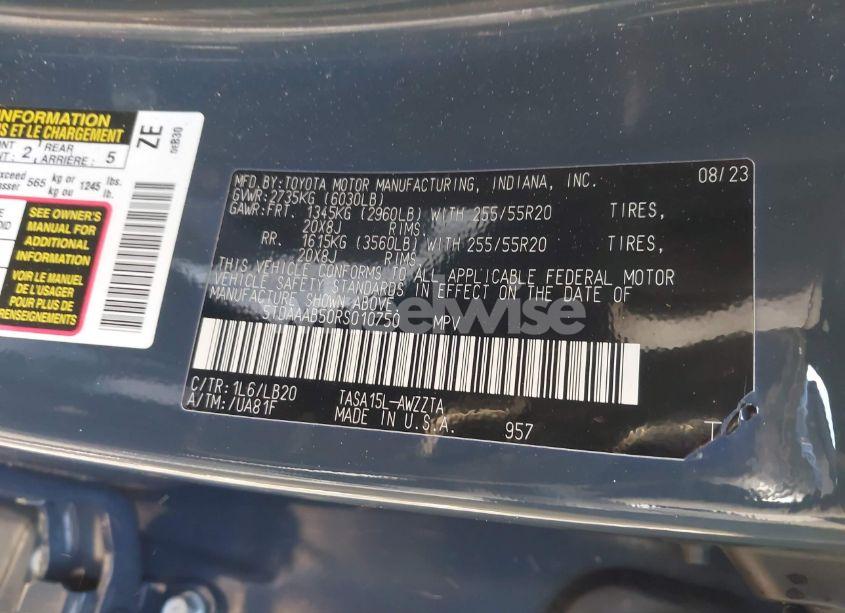 INFORMATION
ET LE CHARGEMENT
2 REAR 5
ARRIÈRE:
565 kg or 1245 lbs.
kg ou lb.
SEE OWNER'S
MANUAL FOR
ADDITIONAL
INFORMATION
VOIR LE MANUEL
DE L'USAGER
POUR PLUS DE
RENSEIGNEMENTS
ZE
0EB30
MFD.BY:TOYOTA MOTOR MANUFACTURING, INDIANA, INC. 08/23
GVWR:2735KG (6030LB)
GAWR:FRT. 1345KG (2960LB) WITH 255/55R20 TIRES,
20X8J RIMS
RR. 1615KG (3560LB) WITH 255/55R20 TIRES,
20X8J RIMS
THIS VEHICLE CONFORMS TO ALL APPLICABLE FEDERAL MOTOR
VEHICLE SAFETY STANDARDS IN EFFECT ON THE DATE OF
MANUFACTURE SHOWN ABOVE.
5TDAAAB50RS010750 MPV
C/TR:1L6/LB20 TASA15L-AWZZTA
A/TM:/UA81F MADE IN U.S.A. 957 T